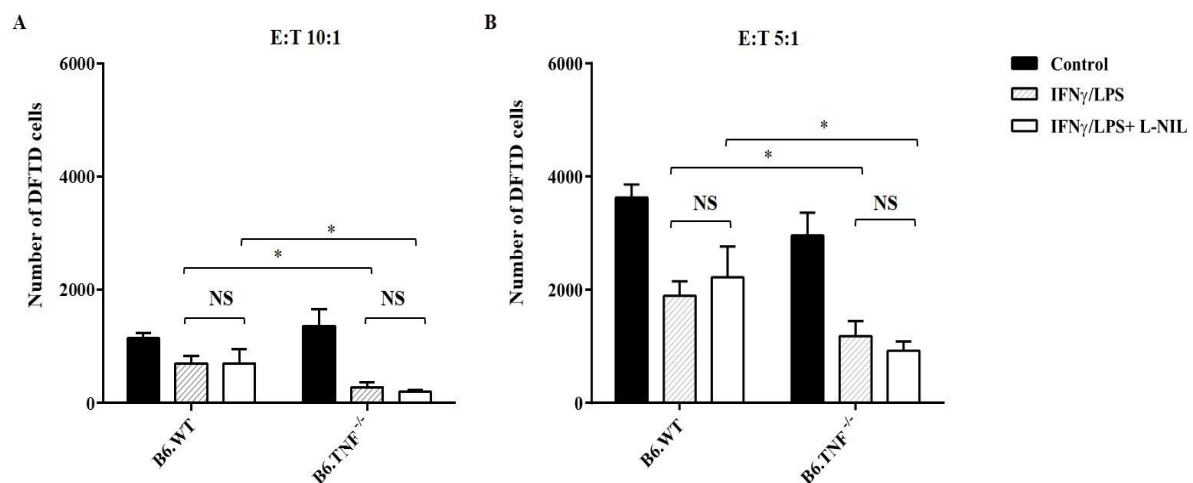 A
E:T 10:1
Number of DFTD cells
6000
4000
2000
0
*
*
NS
NS
B6.WT
B6.TNF-/-
B
E:T 5:1
Number of DFTD cells
6000
4000
2000
0
*
*
NS
NS
B6.WT
B6.TNF-/-
Control
IFNγ/LPS
IFNγ/LPS+ L-NIL